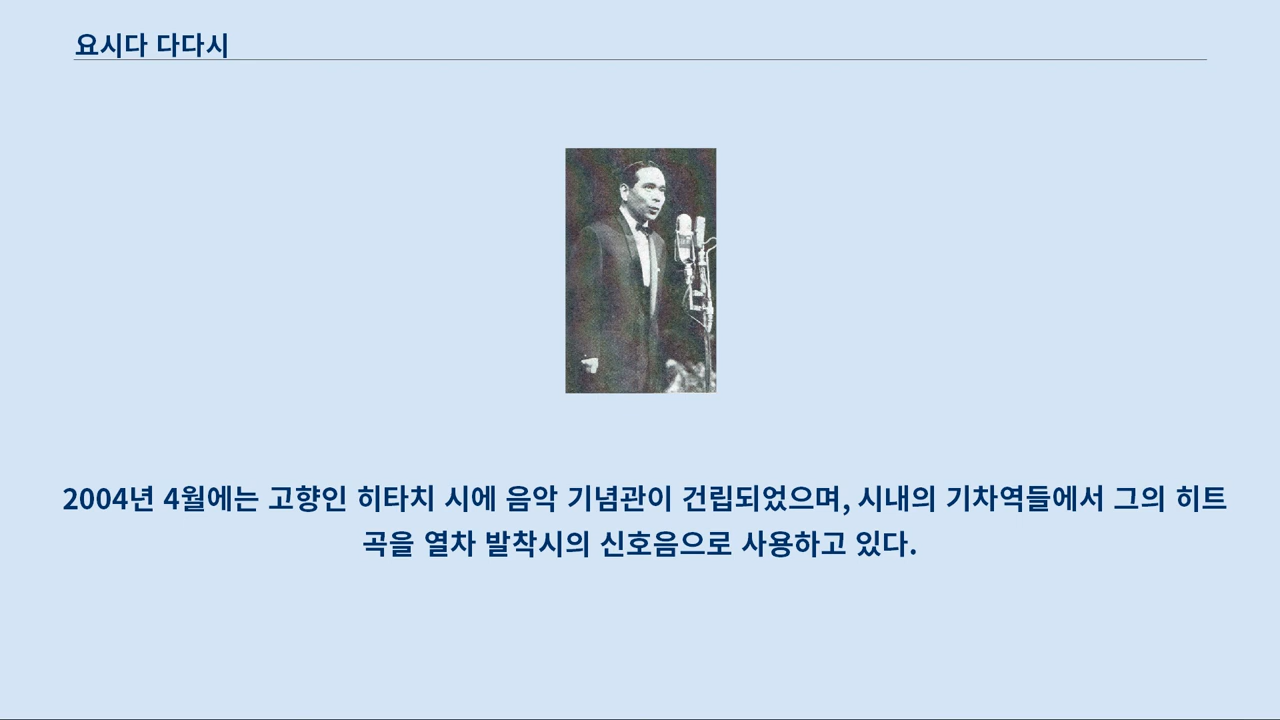 요시다 다다시
2004년 4월에는 고향인 히타치 시에 음악 기념관이 건립되었으며, 시내의 기차역들에서 그의 히트
곡을 열차 발착시의 신호음으로 사용하고 있다.